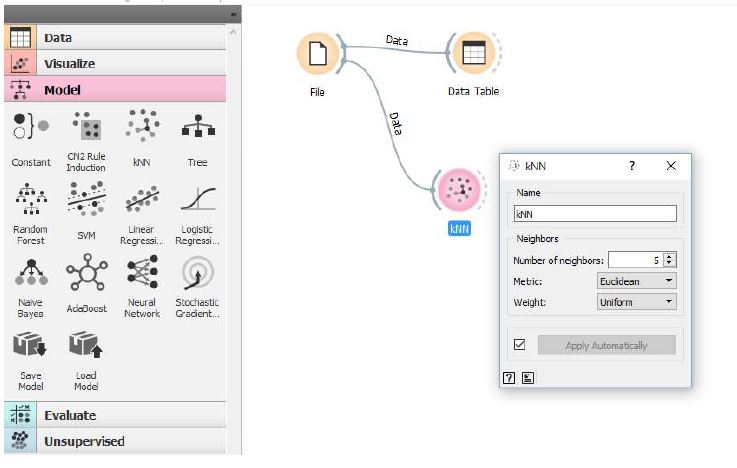 Data
Visualize
Model
Constant
CN2 Rule
Induction
kNN
Tree
Random
Forest
SVM
Linear
Regressi...
Logistic
Regressi...
Naive
Bayes
AdaBoost
Neural
Network
Stochastic
Gradient...
Save
Model
Load
Model
Evaluate
Unsupervised
File
Data
Data Table
Data
kNN
kNN
?
Name
kNN
Neighbors
Number of neighbors: 5
Metric: Euclidean
Weight: Uniform
Apply Automatically
?